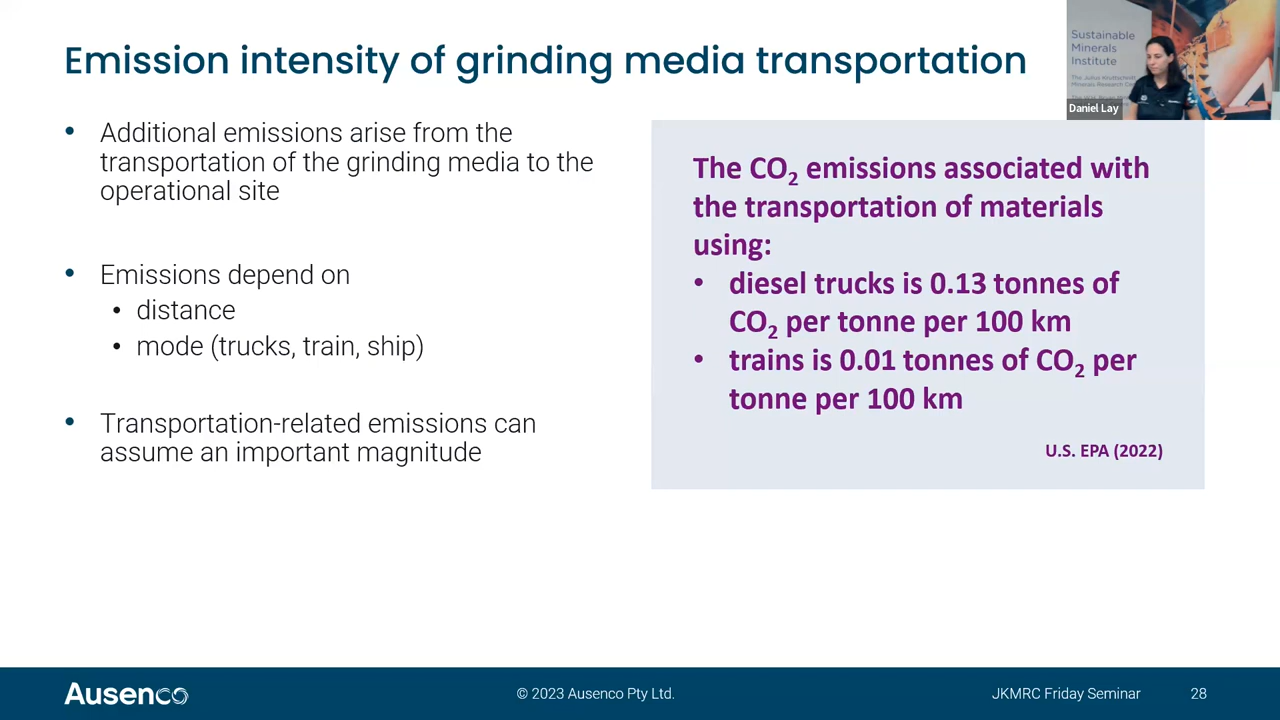 Emission intensity of grinding media transportation
Sustainable
Minerals
Institute
The Julius Kruttschnitt
Daniel Lay
• Additional emissions arise from the
transportation of the grinding media to the
operational site
• Emissions depend on
• distance
• mode (trucks, train, ship)
• Transportation-related emissions can
assume an important magnitude
The CO₂ emissions associated with
the transportation of materials
using:
• diesel trucks is 0.13 tonnes of
CO₂ per tonne per 100 km
• trains is 0.01 tonnes of CO₂ per
tonne per 100 km
U.S. EPA (2022)
Ausenco
© 2023 Ausenco Pty Ltd.
JKMRC Friday Seminar
28